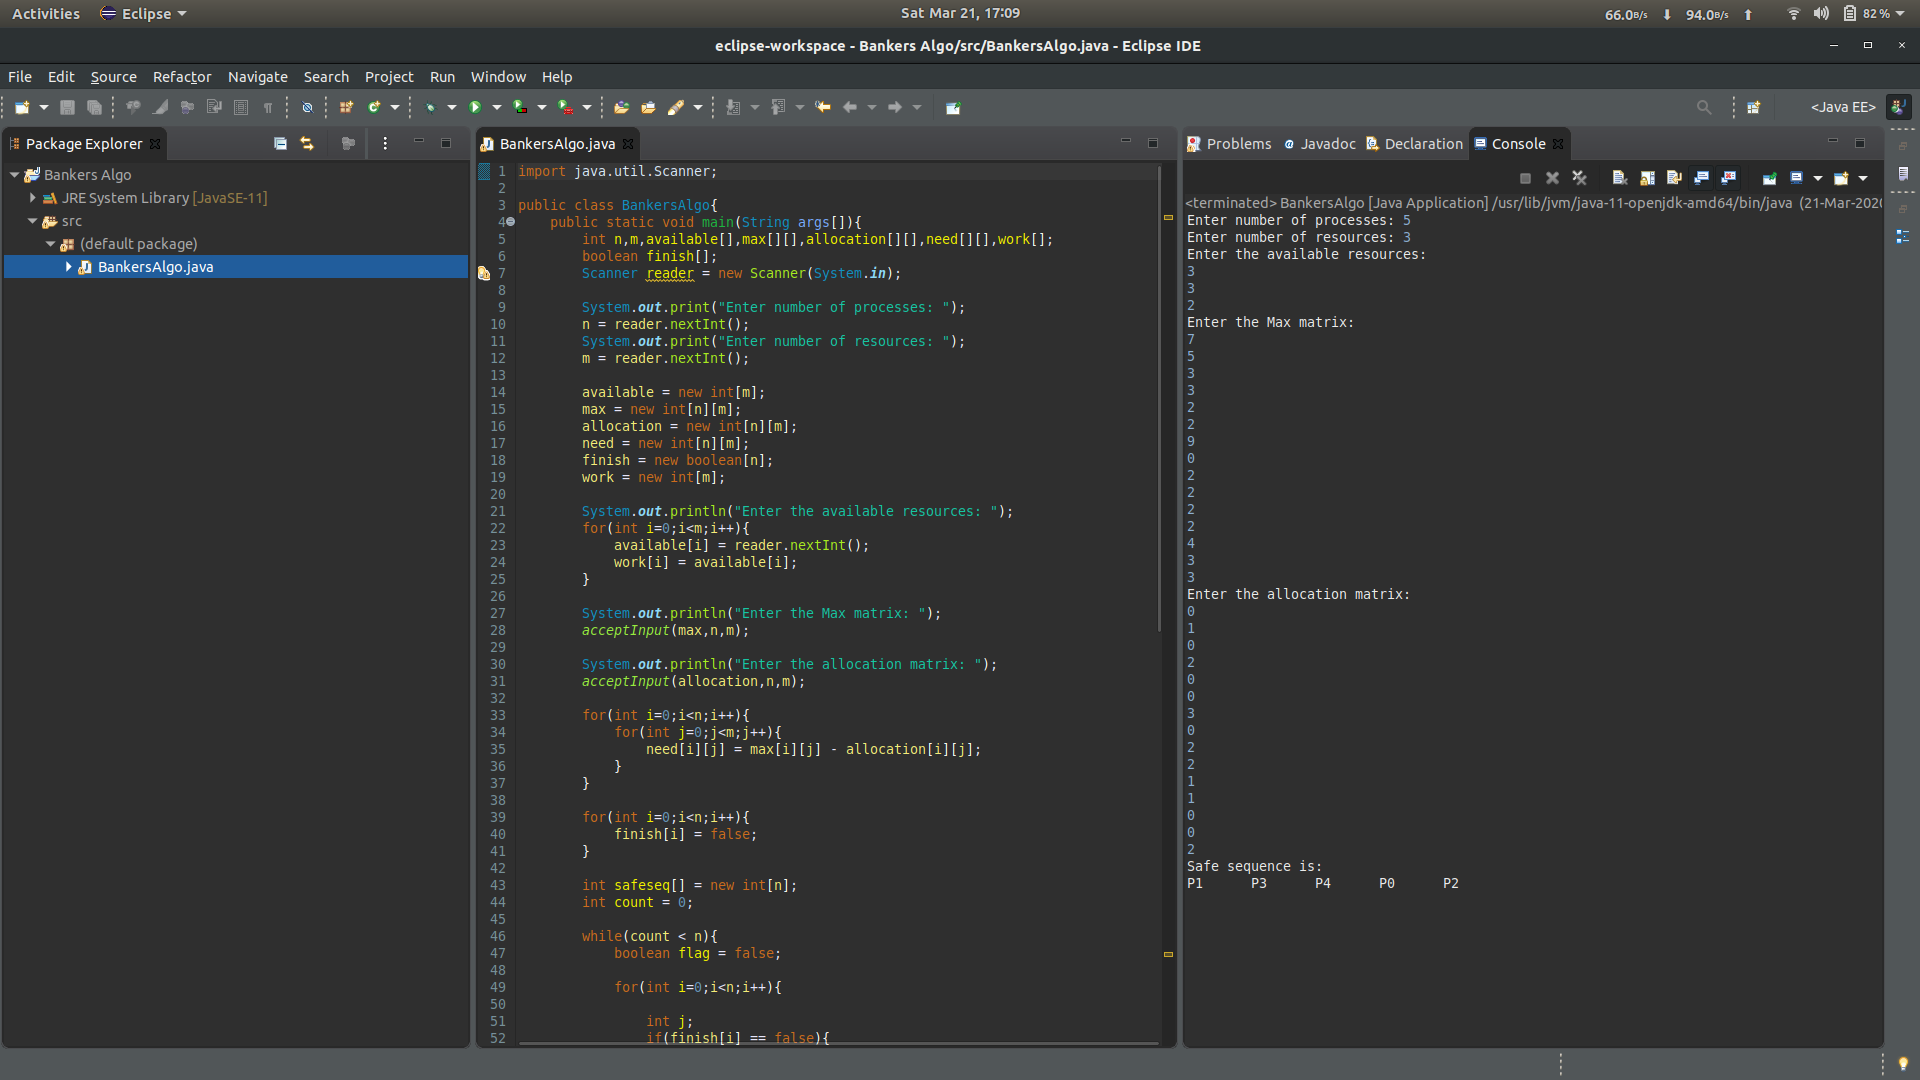 Activities Eclipse Sat Mar 21, 17:09 66.0B/s 94.0B/s 82 %
eclipse-workspace - Bankers Algo/src/BankersAlgo.java - Eclipse IDE
File Edit Source Refactor Navigate Search Project Run Window Help
<Java EE>
Package Explorer
Bankers Algo
JRE System Library [JavaSE-11]
src
(default package)
BankersAlgo.java
BankersAlgo.java
1 import java.util.Scanner;
2
3 public class BankersAlgo{
4 public static void main(String args[]){
5 int n,m,available[],max[][],allocation[][],need[][],work[];
6 boolean finish[];
7 Scanner reader = new Scanner(System.in);
8
9 System.out.print("Enter number of processes: ");
10 n = reader.nextInt();
11 System.out.print("Enter number of resources: ");
12 m = reader.nextInt();
13
14 available = new int[m];
15 max = new int[n][m];
16 allocation = new int[n][m];
17 need = new int[n][m];
18 finish = new boolean[n];
19 work = new int[m];
20
21 System.out.println("Enter the available resources: ");
22 for(int i=0;i<m;i++){
23 available[i] = reader.nextInt();
24 work[i] = available[i];
25 }
26
27 System.out.println("Enter the Max matrix: ");
28 acceptInput(max,n,m);
29
30 System.out.println("Enter the allocation matrix: ");
31 acceptInput(allocation,n,m);
32
33 for(int i=0;i<n;i++){
34 for(int j=0;j<m;j++){
35 need[i][j] = max[i][j] - allocation[i][j];
36 }
37 }
38
39 for(int i=0;i<n;i++){
40 finish[i] = false;
41 }
42
43 int safeseq[] = new int[n];
44 int count = 0;
45
46 while(count < n){
47 boolean flag = false;
48
49 for(int i=0;i<n;i++){
50
51 int j;
52 if(finish[i] == false){
Problems Javadoc Declaration Console
<terminated> BankersAlgo [Java Application] /usr/lib/jvm/java-11-openjdk-amd64/bin/java (21-Mar-2020
Enter number of processes: 5
Enter number of resources: 3
Enter the available resources:
3
3
2
Enter the Max matrix:
7
5
3
3
2
2
9
0
2
2
2
2
4
3
3
Enter the allocation matrix:
0
1
0
2
0
0
3
0
2
2
1
1
0
0
2
Safe sequence is:
P1 P3 P4 P0 P2